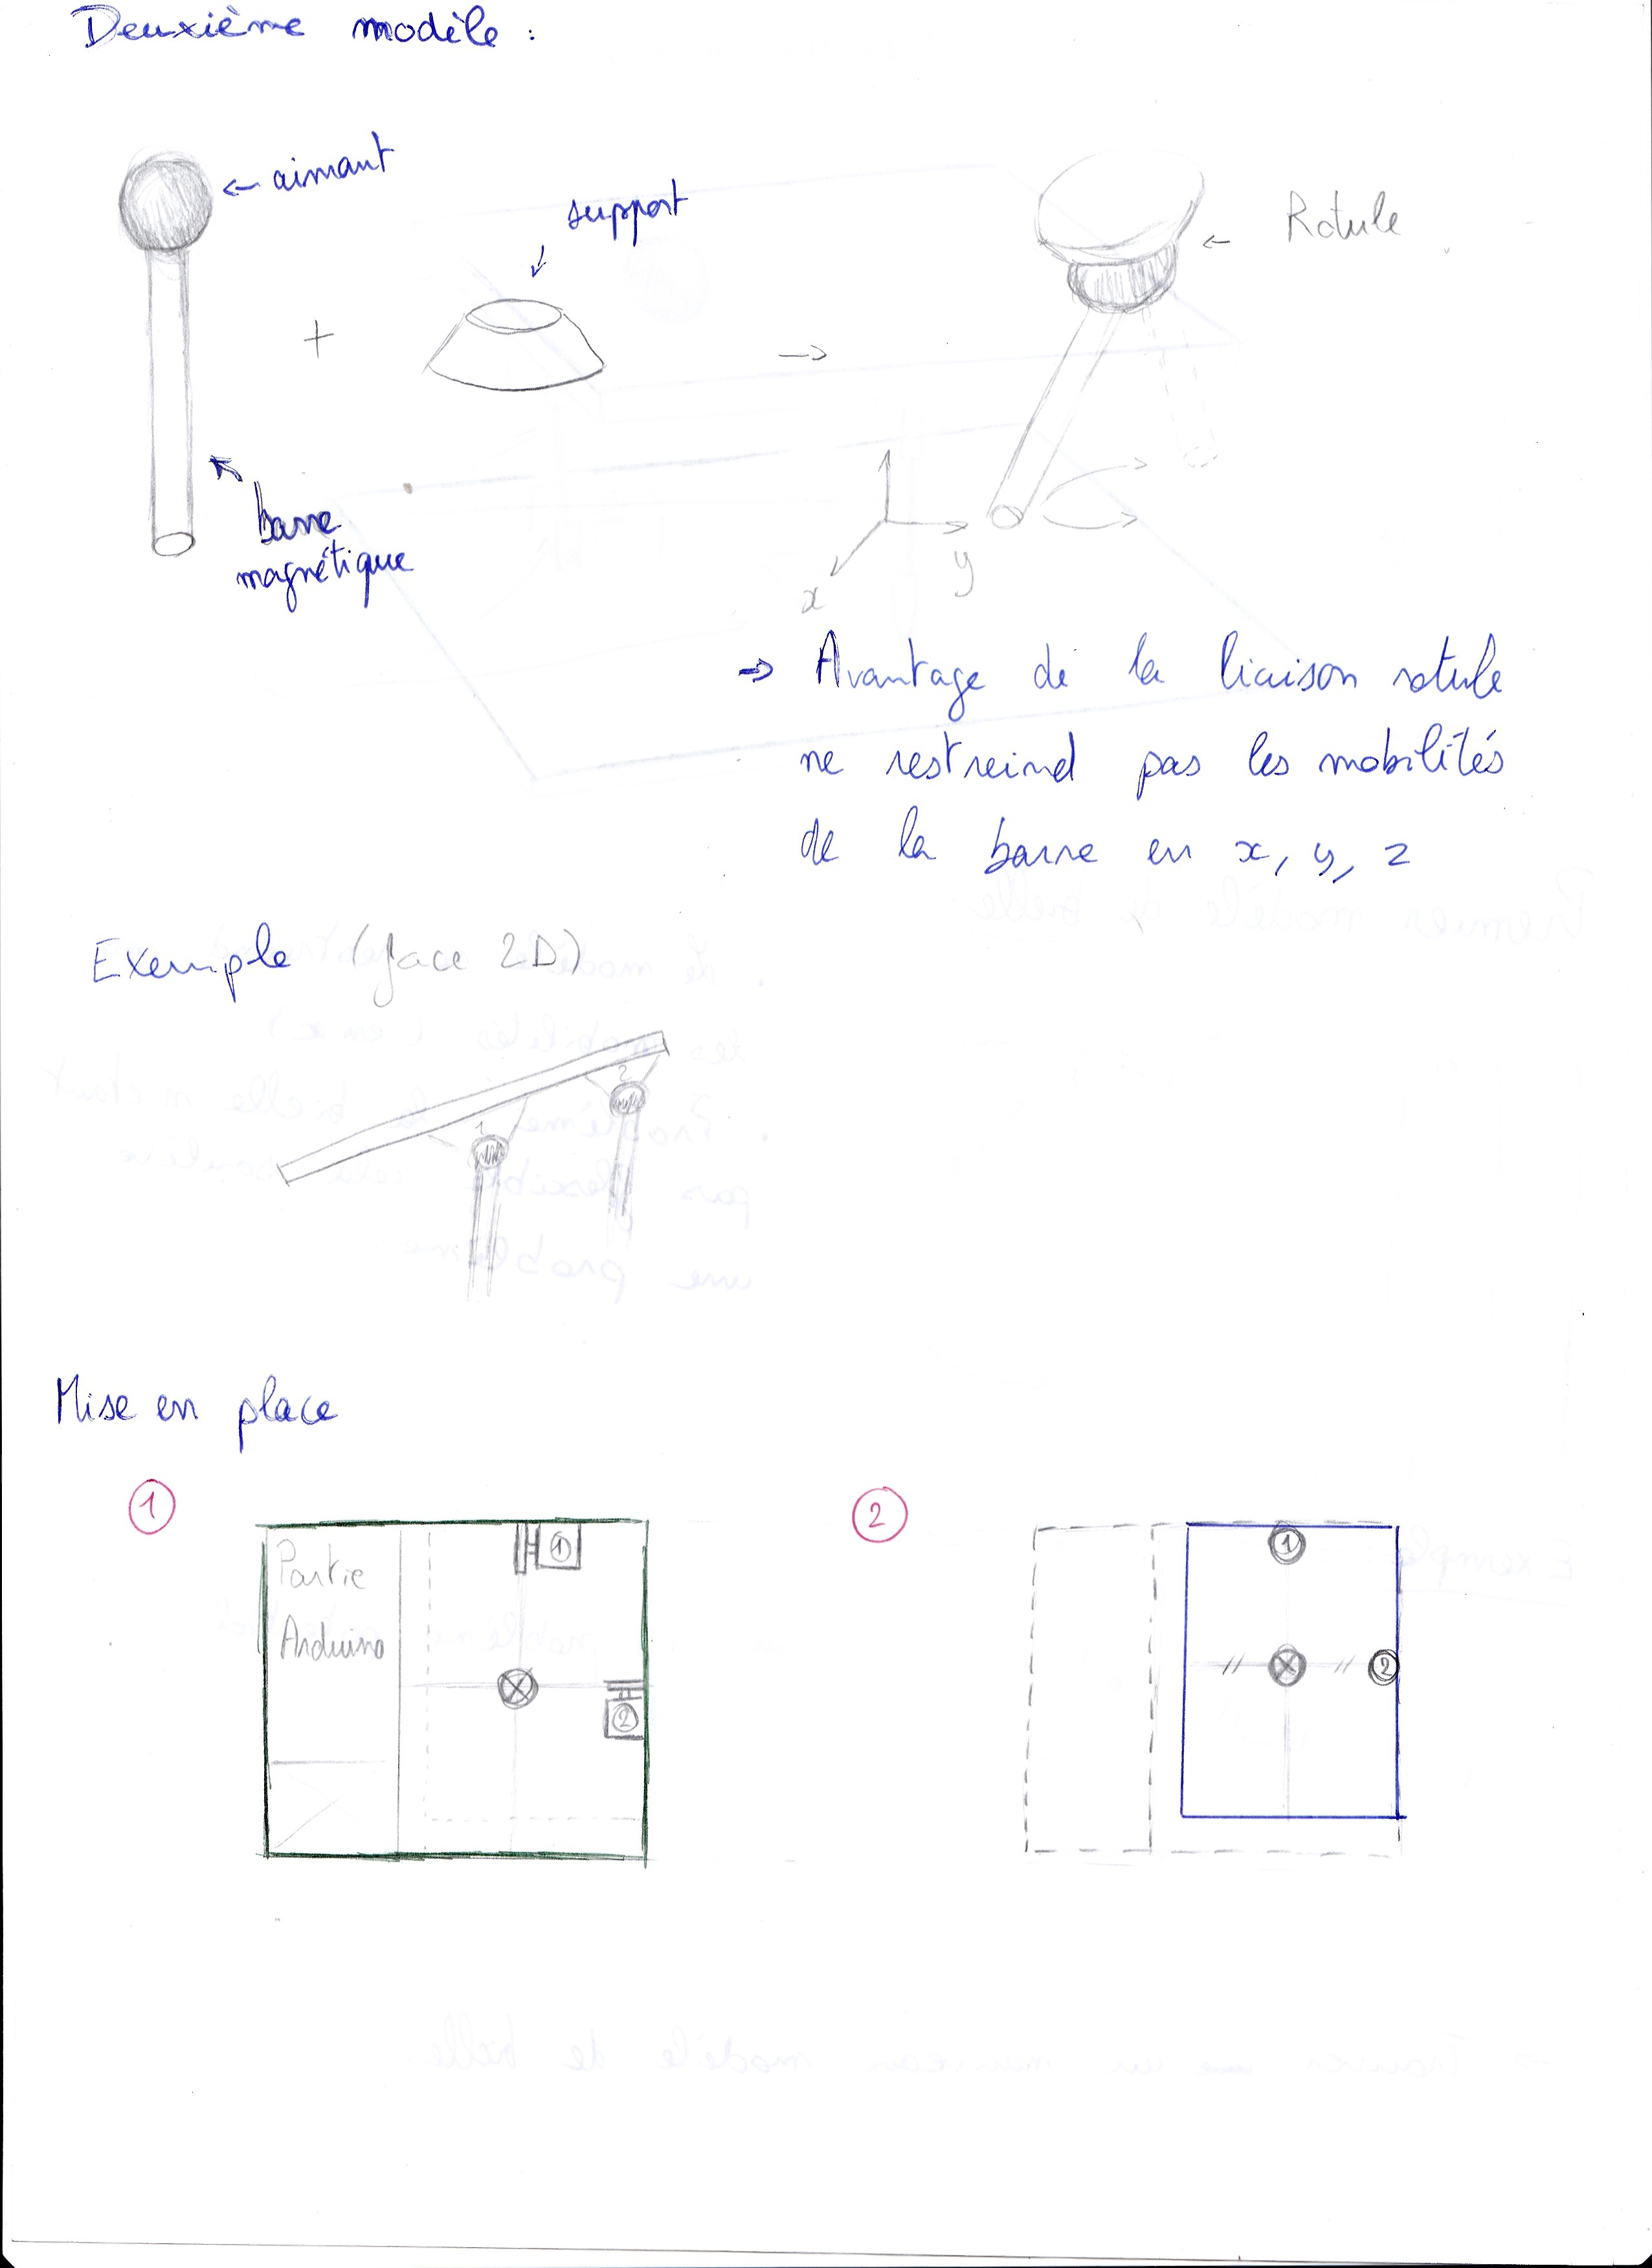 Deuxième modèle :
← aimant
support
← Rotule
+
→
barre
magnétique
x
y
→ Avantage de la liaison rotule
ne restreind pas les mobilités
de la barre en x, y, z
Exemple (face 2D)
2
1
Mise en place
1
2
Partie
Arduino
1
2
1
2